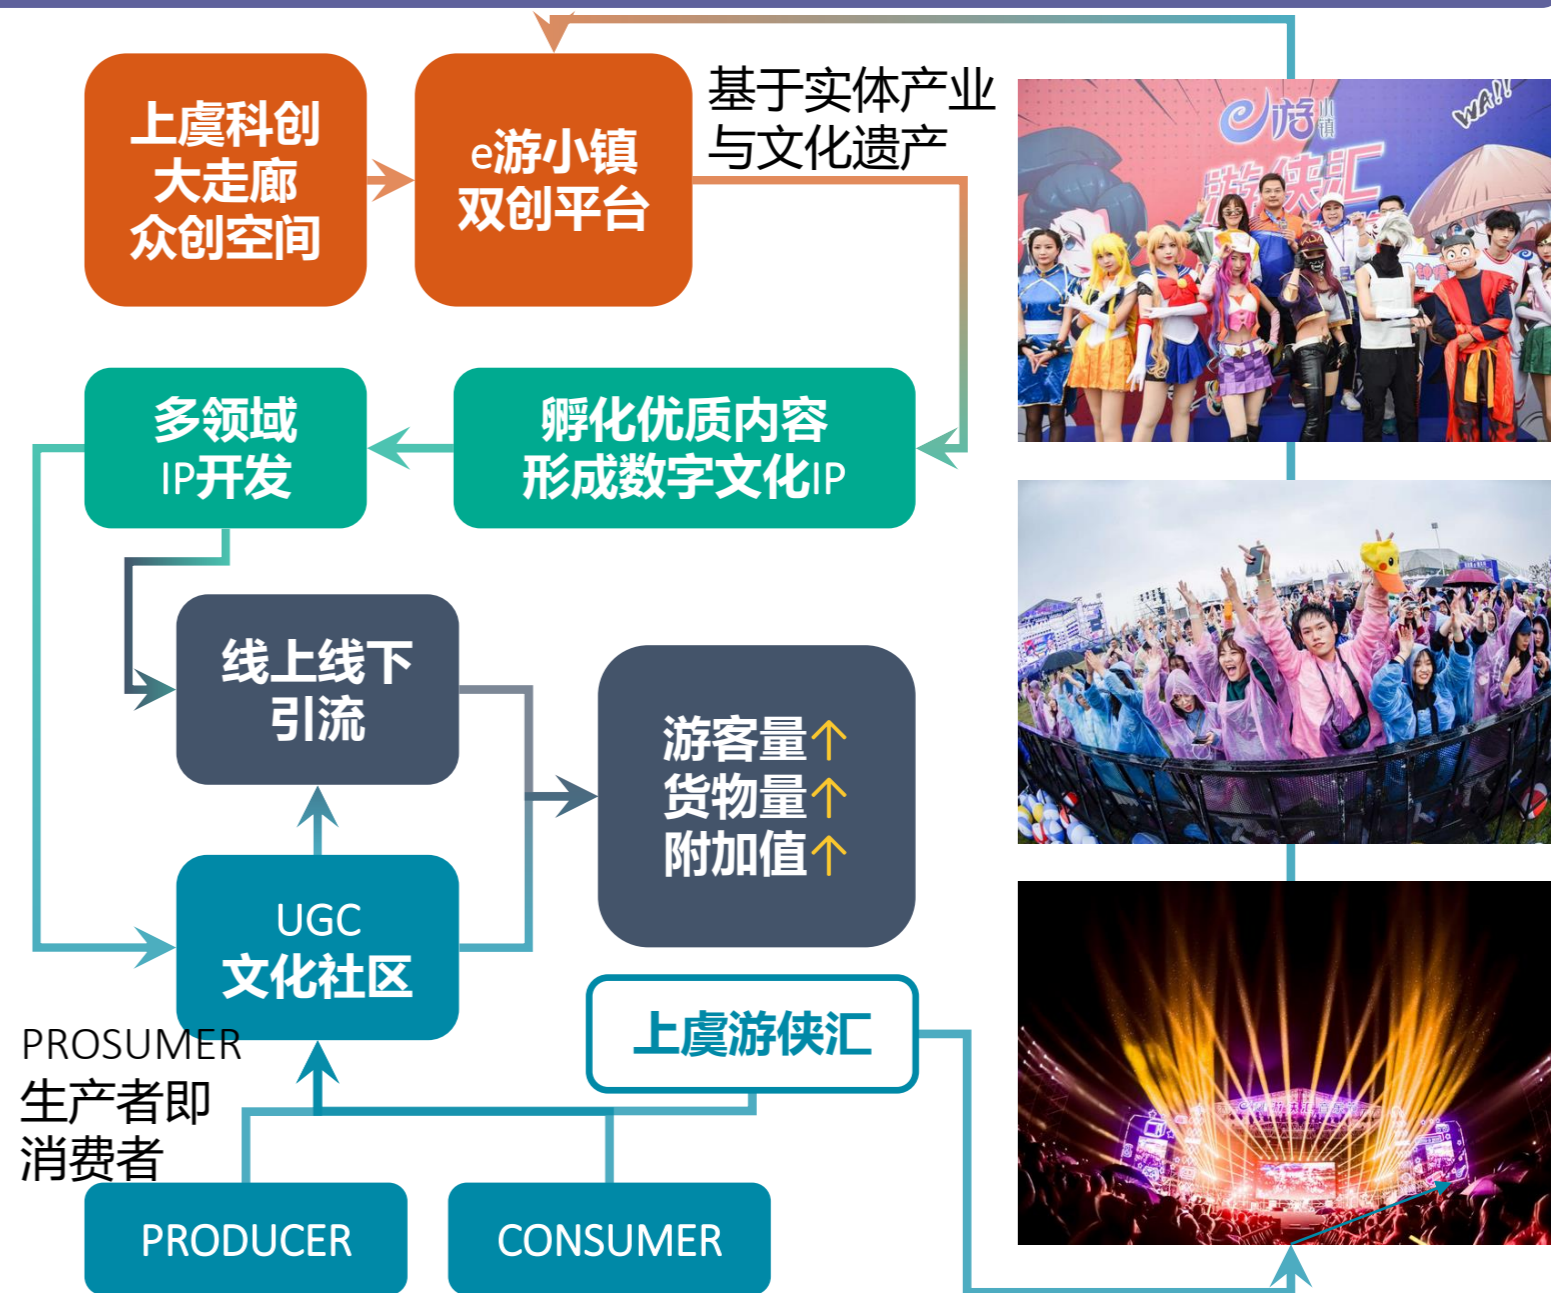 上虞科创
大走廊
众创空间
e游小镇
双创平台
基于实体产业
与文化遗产
e游小镇
WA!!
游侠汇
多领域
IP开发
孵化优质内容
形成数字文化IP
线上线下
引流
游客量↑
货物量↑
附加值↑
UGC
文化社区
上虞游侠汇
PROSUMER
生产者即
消费者
PRODUCER
CONSUMER